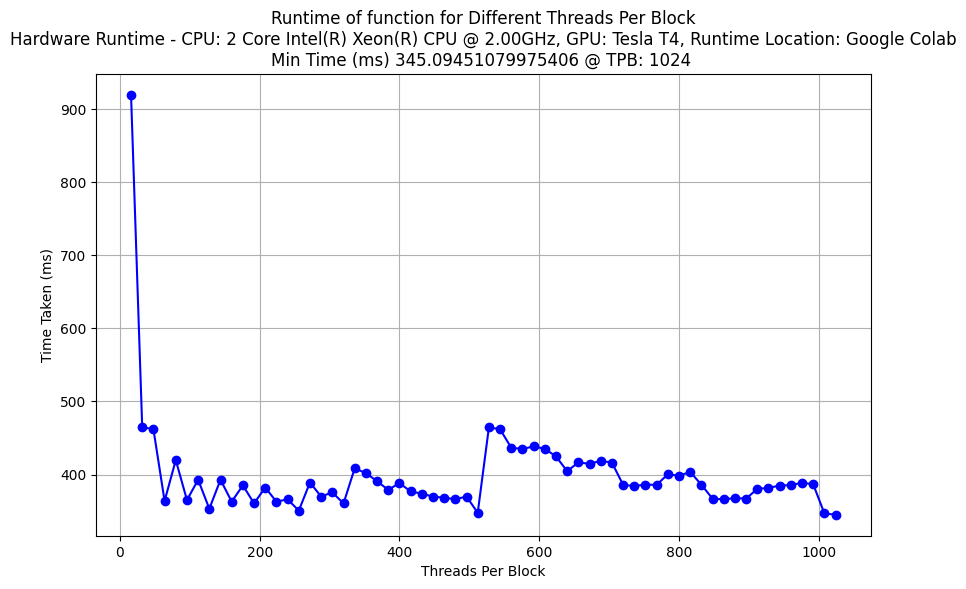 Runtime of function for Different Threads Per Block
Hardware Runtime - CPU: 2 Core Intel(R) Xeon(R) CPU @ 2.00GHz, GPU: Tesla T4, Runtime Location: Google Colab
Min Time (ms) 345.09451079975406 @ TPB: 1024
900
800
700
600
500
400
Time Taken (ms)
0
200
400
600
800
1000
Threads Per Block